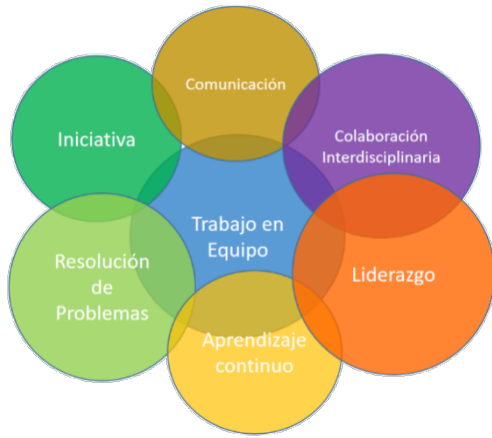 Comunicación
Iniciativa
Colaboración
Interdisciplinaria
Trabajo en
Equipo
Resolución
de
Problemas
Liderazgo
Aprendizaje
continuo